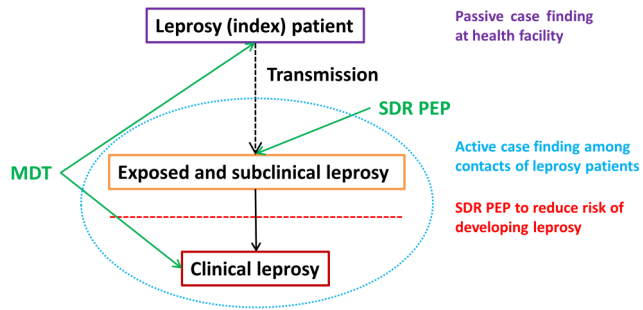 Leprosy (index) patient
Passive case finding
at health facility
Transmission
SDR PEP
MDT
Exposed and subclinical leprosy
Active case finding among
contacts of leprosy patients
SDR PEP to reduce risk of
developing leprosy
Clinical leprosy